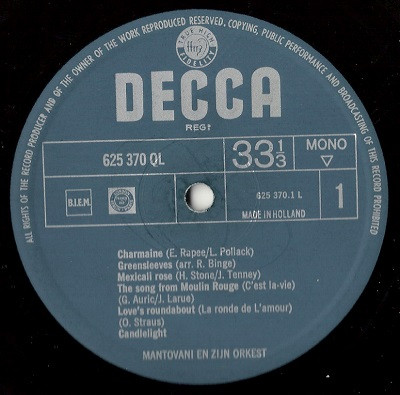 ALL RIGHTS OF THE RECORD PRODUCER AND OF THE OWNER OF THE WORK REPRODUCED RESERVED. COPYING, PUBLIC PERFORMANCE AND BROADCASTING OF THIS RECORD PROHIBITED
TRUE HIGH
ffrr
FIDELITY
DECCA
REGᵈ
625 370 QL
33⅓
MONO
B.I.E.M.
625 370.1 L
MADE IN HOLLAND
1
Charmaine (E. Rapee/L. Pollack)
Greensleeves (arr. R. Binge)
Mexicali rose (H. Stone/J. Tenney)
The song from Moulin Rouge (C'est la-vie)
(G. Auric/J. Larue)
Love's roundabout (La ronde de L'amour)
(O. Straus)
Candlelight
MANTOVANI EN ZIJN ORKEST